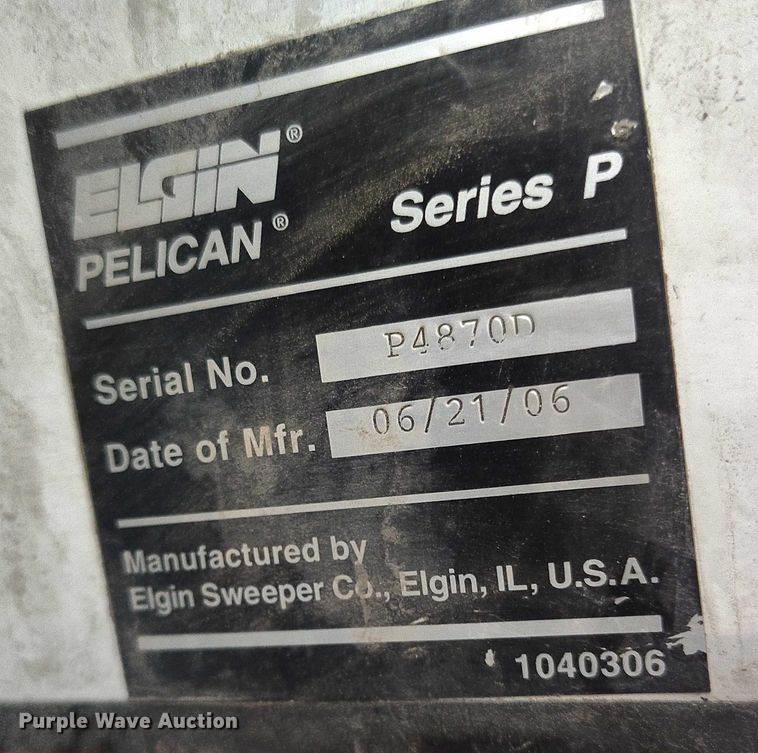 ELGIN®
PELICAN® Series P
Serial No. P4870D
Date of Mfr. 06/21/06
Manufactured by
Elgin Sweeper Co., Elgin, IL, U.S.A.
1040306
Purple Wave Auction